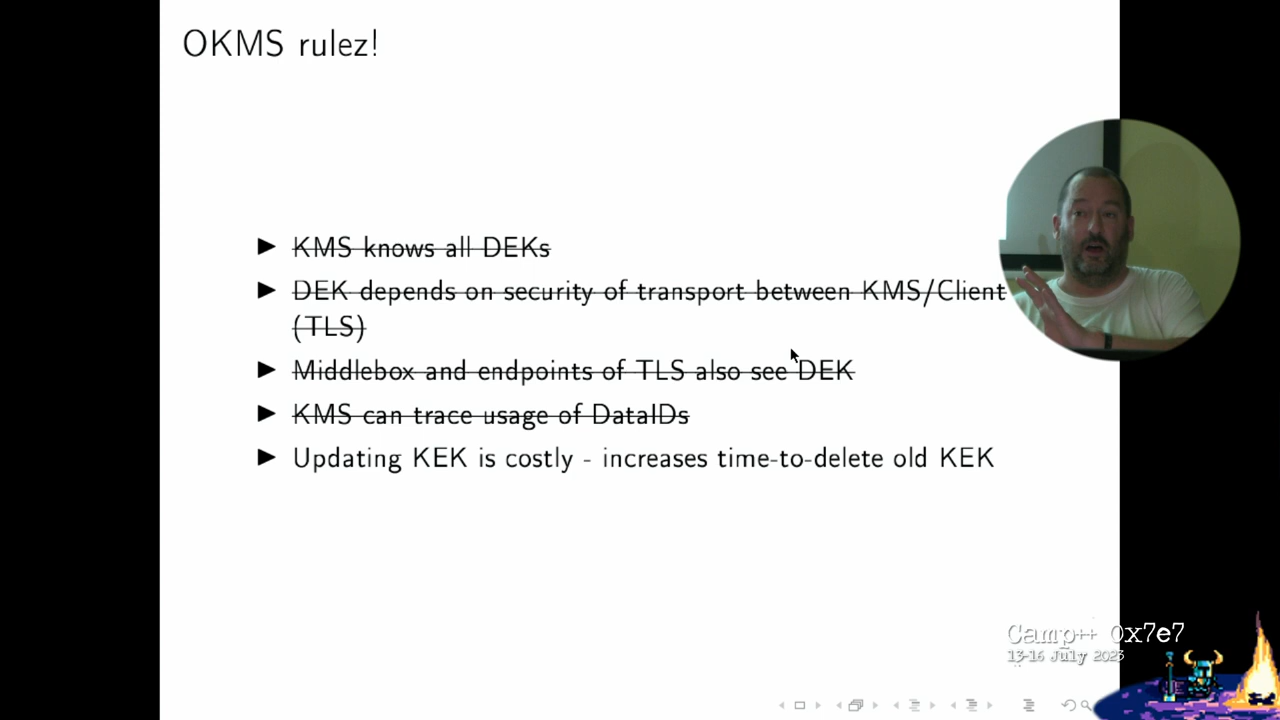 OKMS rulez!
KMS knows all DEKs
DEK depends on security of transport between KMS/Client
(TLS)
Middlebox and endpoints of TLS also see DEK
KMS can trace usage of DataIDs
Updating KEK is costly - increases time-to-delete old KEK
Camp++ 0x7e7
13-16 July 2023